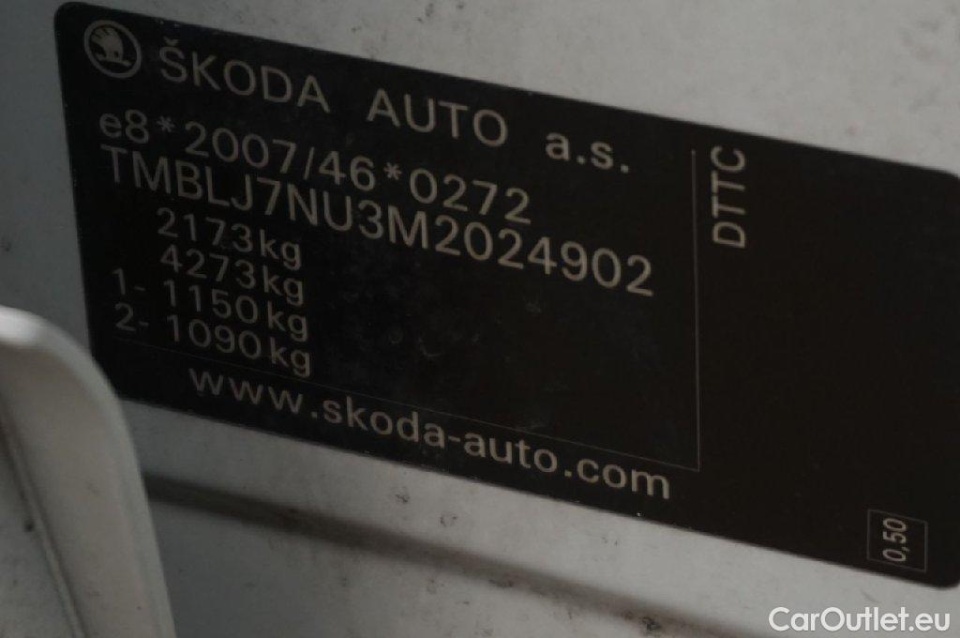 ŠKODA AUTO a.s.
e8*2007/46*0272
TMBLJ7NU3M2024902
2173kg
4273kg
1- 1150kg
2- 1090kg
www.skoda-auto.com
DTTC
0,50
CarOutlet.eu